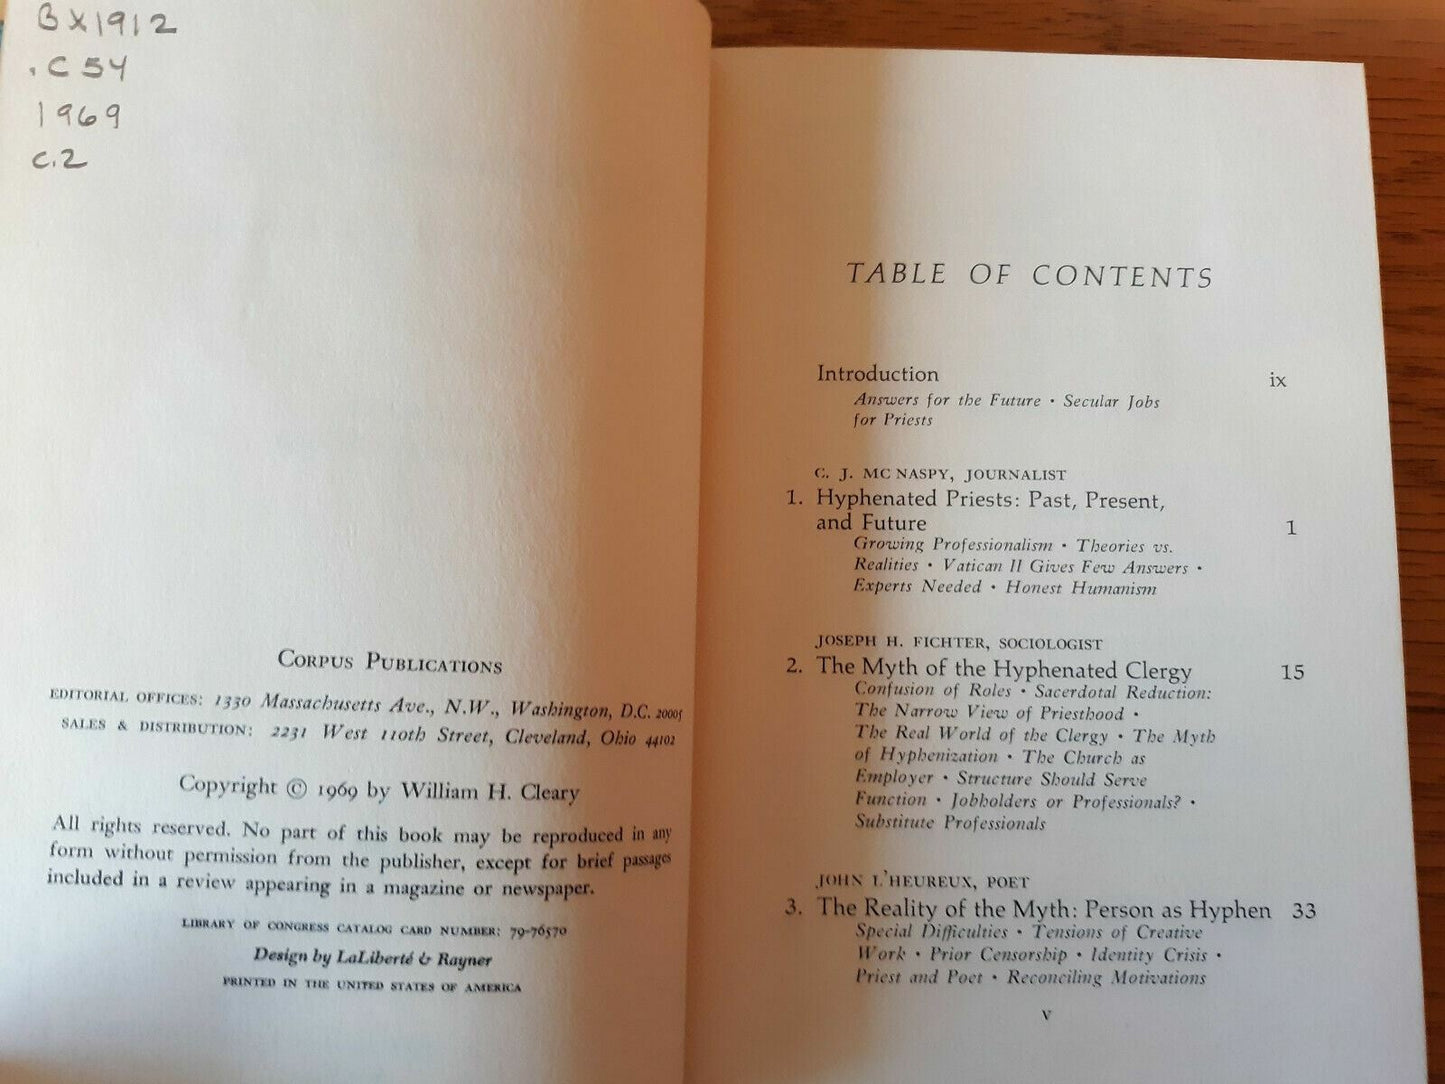 BX1912
.C54
1969
c.2
CORPUS PUBLICATIONS
EDITORIAL OFFICES: 1330 Massachusetts Ave., N.W., Washington, D.C. 20005
SALES & DISTRIBUTION: 2231 West 110th Street, Cleveland, Ohio 44102
Copyright © 1969 by William H. Cleary
All rights reserved. No part of this book may be reproduced in any
form without permission from the publisher, except for brief passages
included in a review appearing in a magazine or newspaper.
LIBRARY OF CONGRESS CATALOG CARD NUMBER: 79-76570
Design by LaLiberté & Rayner
PRINTED IN THE UNITED STATES OF AMERICA
TABLE OF CONTENTS
Introduction ix
Answers for the Future • Secular Jobs
for Priests
C. J. MC NASPY, JOURNALIST
1. Hyphenated Priests: Past, Present,
and Future 1
Growing Professionalism • Theories vs.
Realities • Vatican II Gives Few Answers •
Experts Needed • Honest Humanism
JOSEPH H. FICHTER, SOCIOLOGIST
2. The Myth of the Hyphenated Clergy 15
Confusion of Roles • Sacerdotal Reduction:
The Narrow View of Priesthood •
The Real World of the Clergy • The Myth
of Hyphenization • The Church as
Employer • Structure Should Serve
Function • Jobholders or Professionals? •
Substitute Professionals
JOHN L'HEUREUX, POET
3. The Reality of the Myth: Person as Hyphen 33
Special Difficulties • Tensions of Creative
Work • Prior Censorship • Identity Crisis •
Priest and Poet • Reconciling Motivations
v